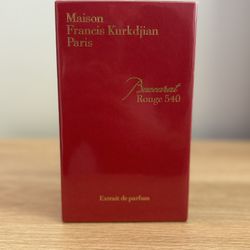 Maison
Francis Kurkdjian
Paris
Baccarat
Rouge 540
Extrait de parfum